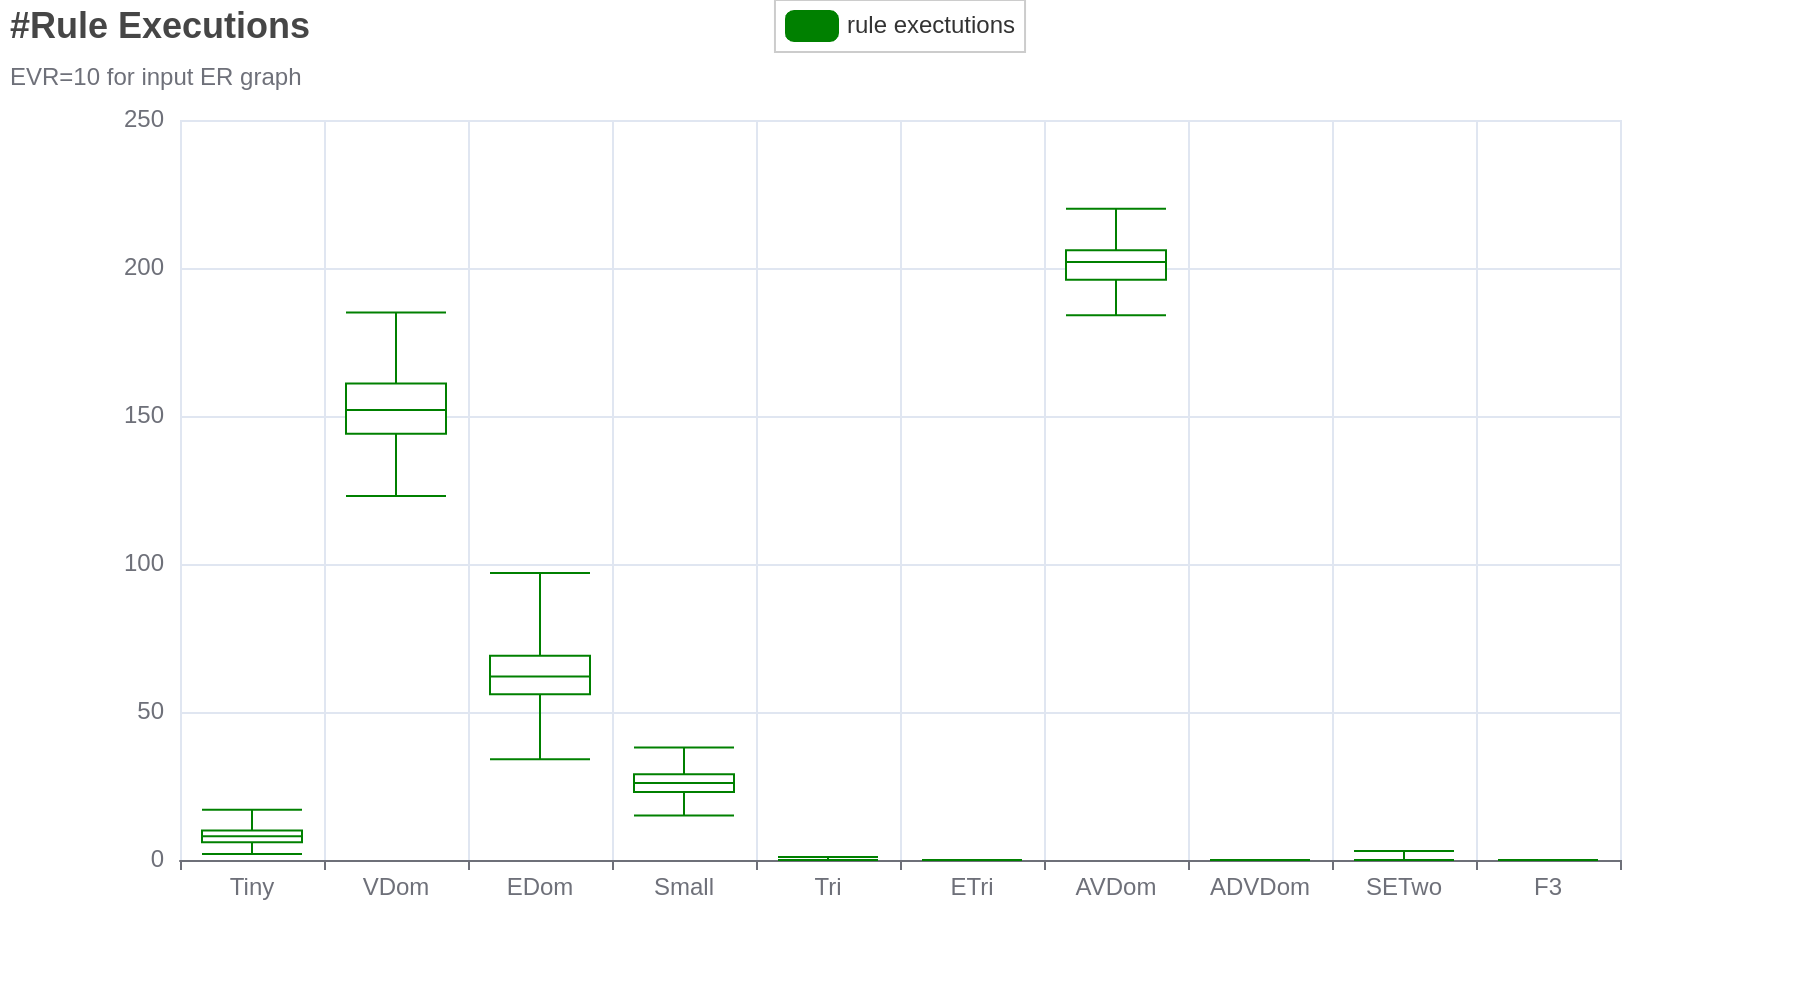 #Rule Executions
rule exectutions
EVR=10 for input ER graph
250
200
150
100
50
0
Tiny VDom EDom Small Tri ETri AVDom ADVDom SETwo F3